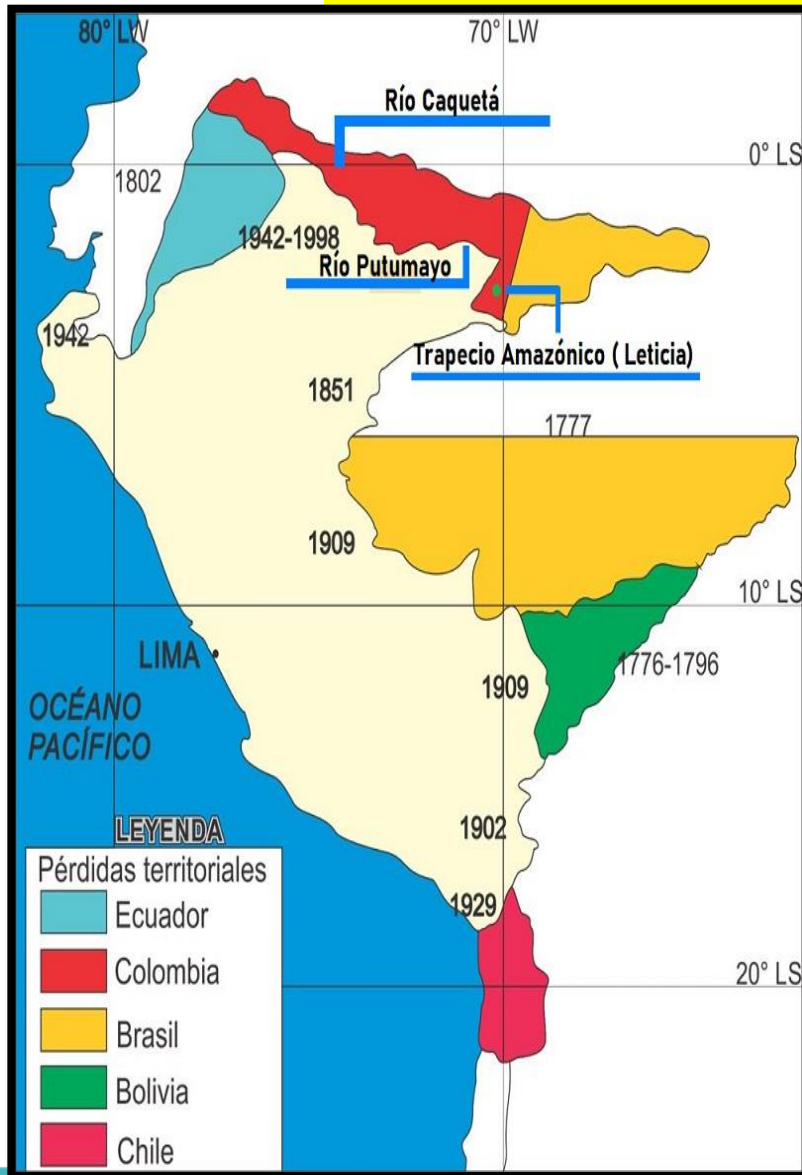 80° LW
70° LW
Río Caquetá
0° LS
1802
1942-1998
Río Putumayo
1942
Trapecio Amazónico ( Leticia)
1851
1777
1909
10° LS
LIMA
1776-1796
1909
OCÉANO
PACÍFICO
1902
LEYENDA
Pérdidas territoriales
1929
Ecuador
Colombia
20° LS
Brasil
Bolivia
Chile